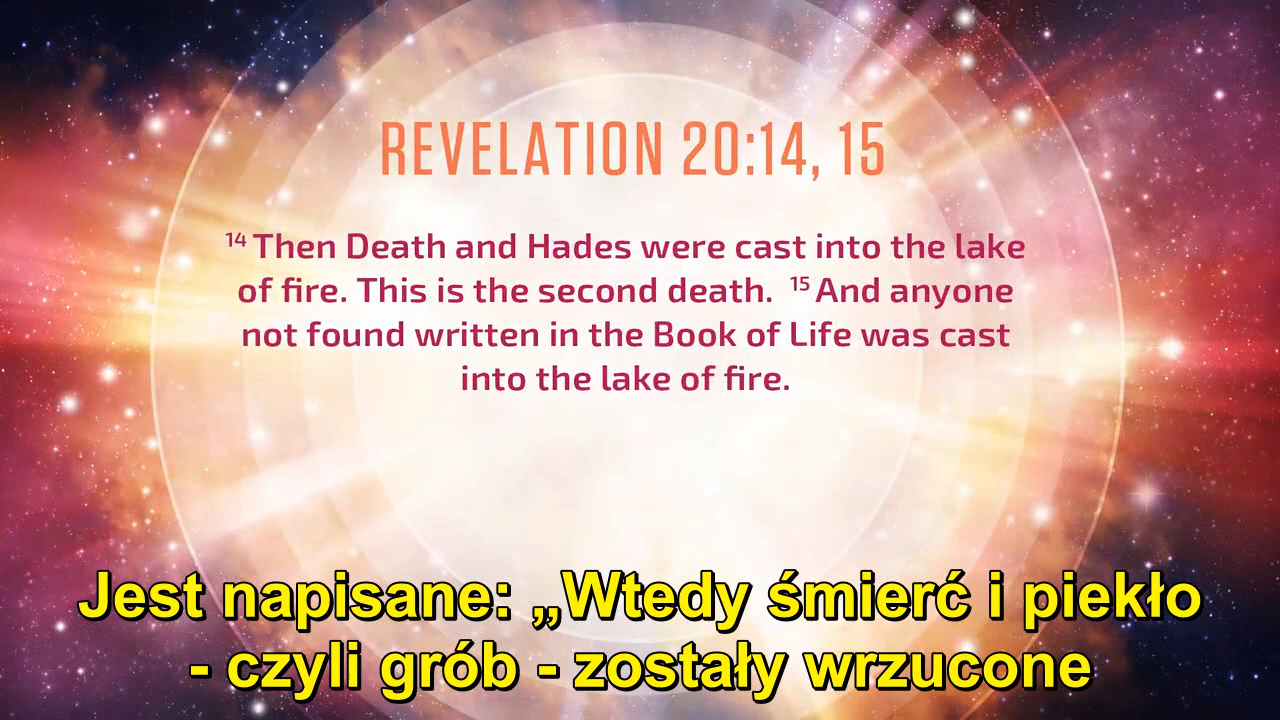 REVELATION 20:14, 15
14 Then Death and Hades were cast into the lake
of fire. This is the second death. 15 And anyone
not found written in the Book of Life was cast
into the lake of fire.
Jest napisane: „Wtedy śmierć i piekło
- czyli grób - zostały wrzucone